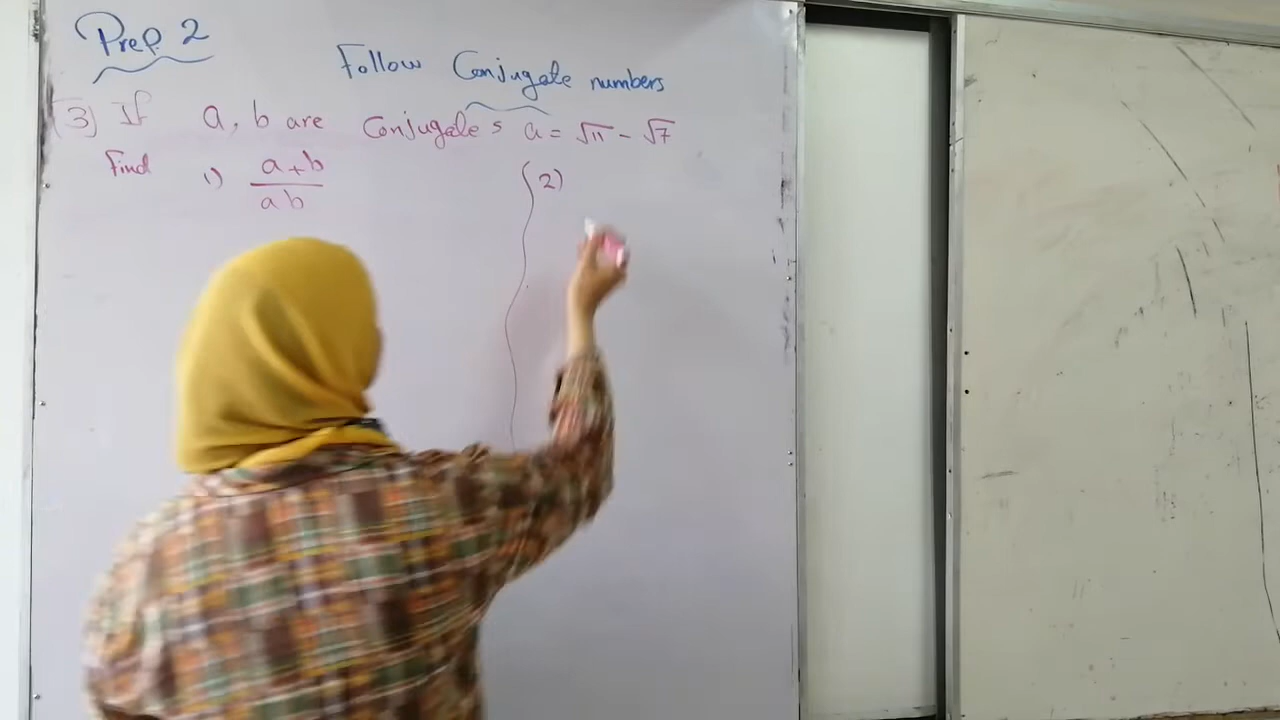 Prep 2
Follow Conjugate numbers
[3] If a, b are Conjugates a = √11 - √7
Find 1) a+b / ab
2)